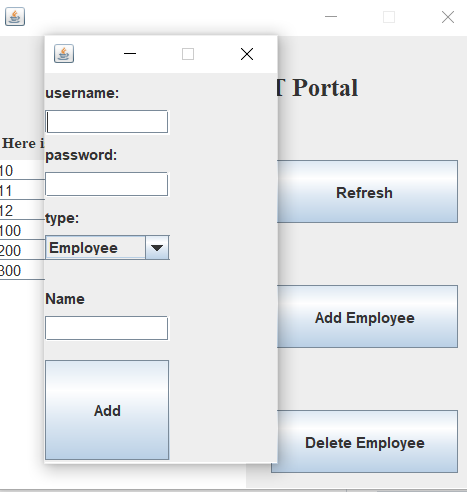 T Portal
username:
Here i
password:
10
11
12
100
200
300
type:
Employee
Name
Add
Refresh
Add Employee
Delete Employee